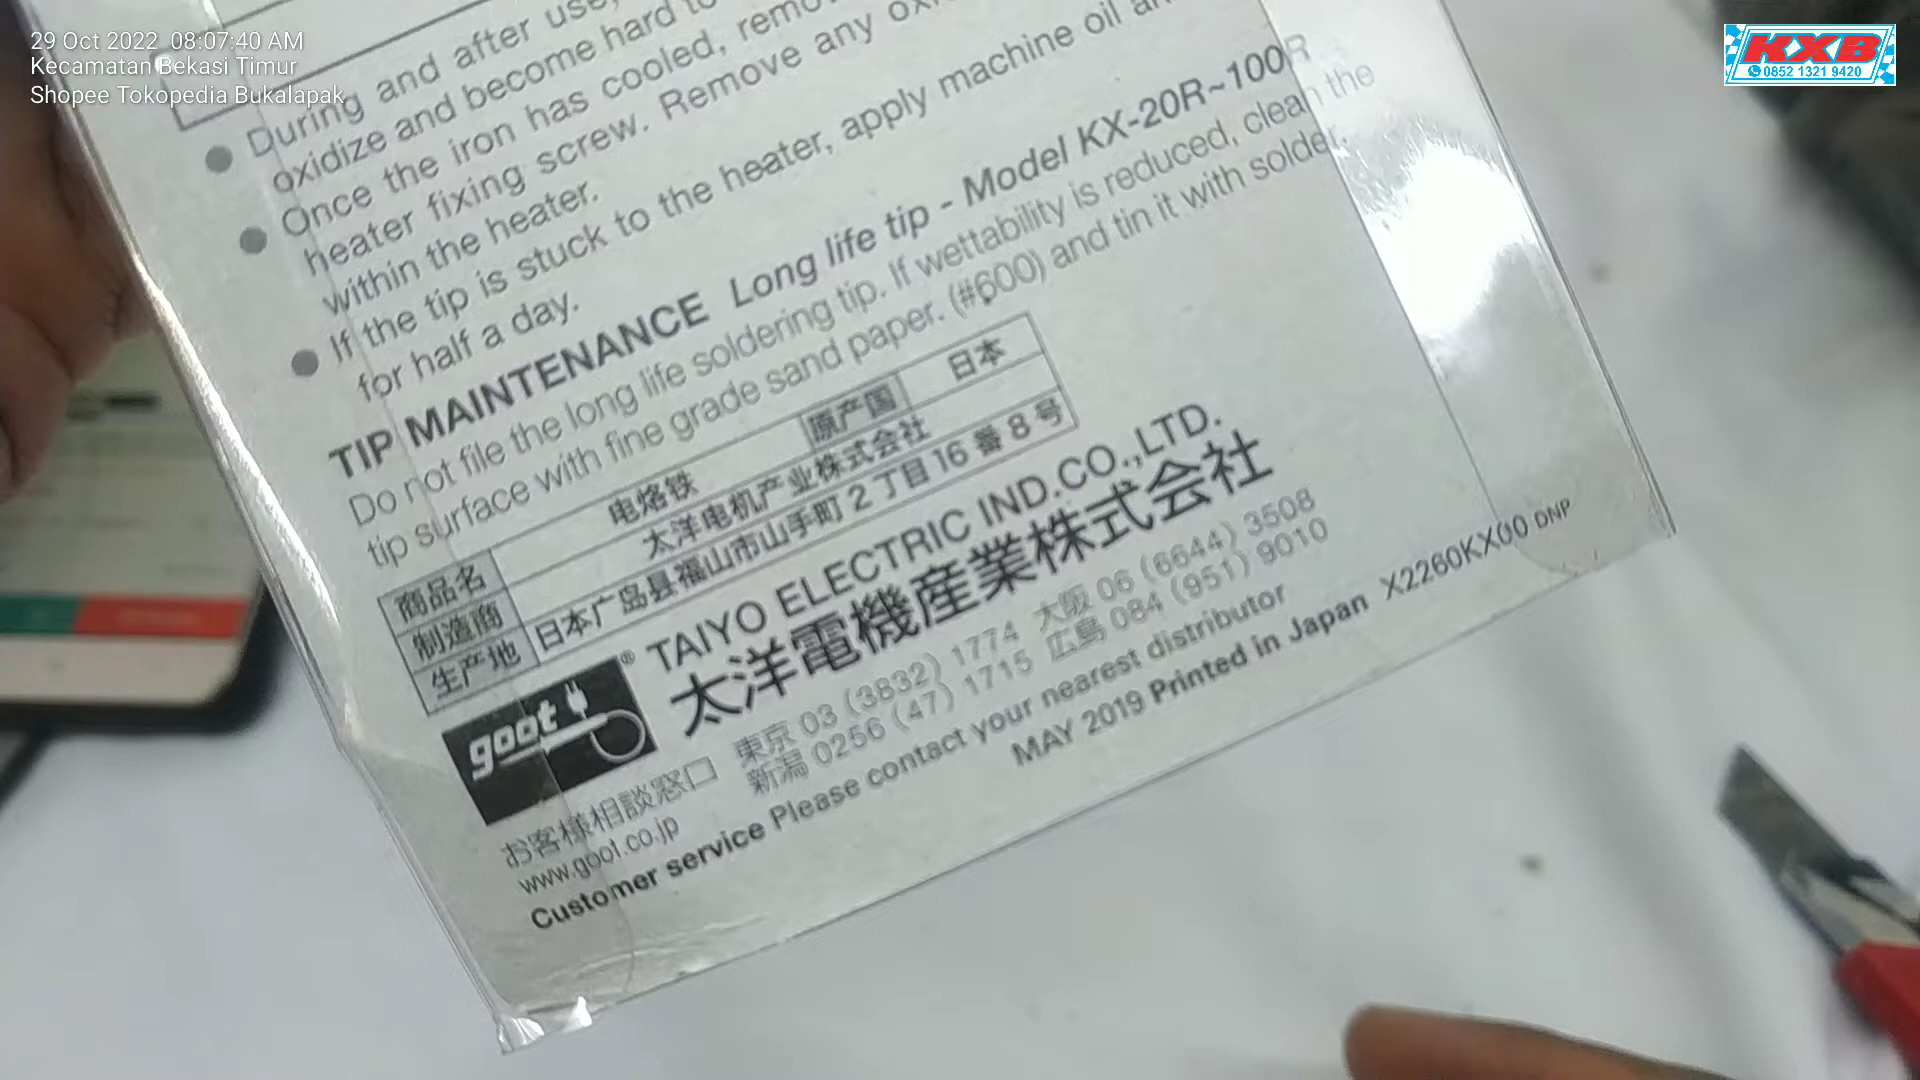 29 Oct 2022 08:07:40 AM
Kecamatan Bekasi Timur
Shopee Tokopedia Bukalapak
KXB
0852 1321 9420
● During and after use,
oxidize and become hard to
● Once the iron has cooled,
heater fixing screw. Remove any
within the heater.
● If the tip is stuck to the heater, apply machine oil
for half a day.
TIP MAINTENANCE Long life tip - Model KX-20R~100R
Do not file the long life soldering tip. If wettability is reduced, clean the
tip surface with fine grade sand paper. (#600) and tin it with solder.
商品名 电烙铁 原产国 日本
制造商 太洋电机产业株式会社
生产地 日本广岛县福山市山手町2丁目16番8号
goot ® TAIYO ELECTRIC IND.CO.,LTD.
太洋電機産業株式会社
お客様相談窓口 東京 03 (3832) 1774 大阪 06 (6644) 3508
www.goot.co.jp 新潟 0256 (47) 1715 広島 084 (951) 9010
Customer service Please contact your nearest distributor
MAY 2019 Printed in Japan X2260KX00 DNP